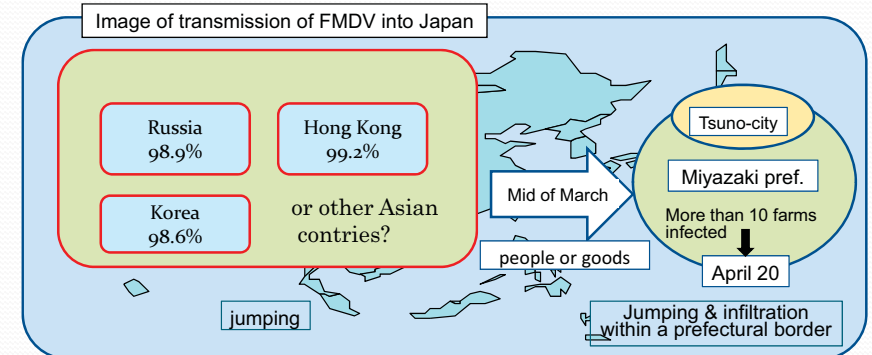 Image of transmission of FMDV into Japan
Russia
98.9%
Hong Kong
99.2%
Korea
98.6%
or other Asian
contries?
jumping
Mid of March
people or goods
Tsuno-city
Miyazaki pref.
More than 10 farms
infected
April 20
Jumping & infiltration
within a prefectural border